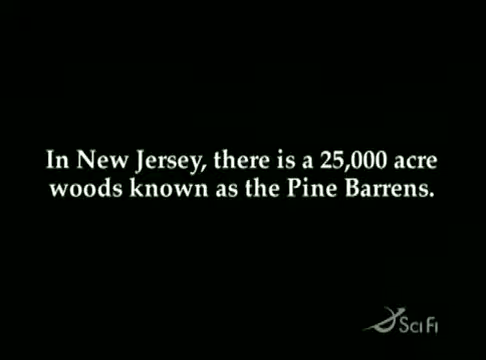 In New Jersey, there is a 25,000 acre
woods known as the Pine Barrens.
SciFi